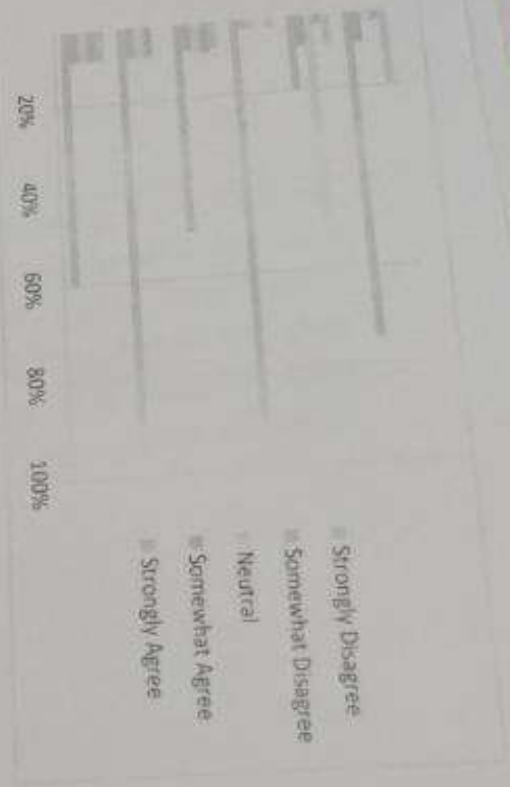 Strongly Disagree
Somewhat Disagree
Neutral
Somewhat Agree
Strongly Agree
20%
40%
60%
80%
100%